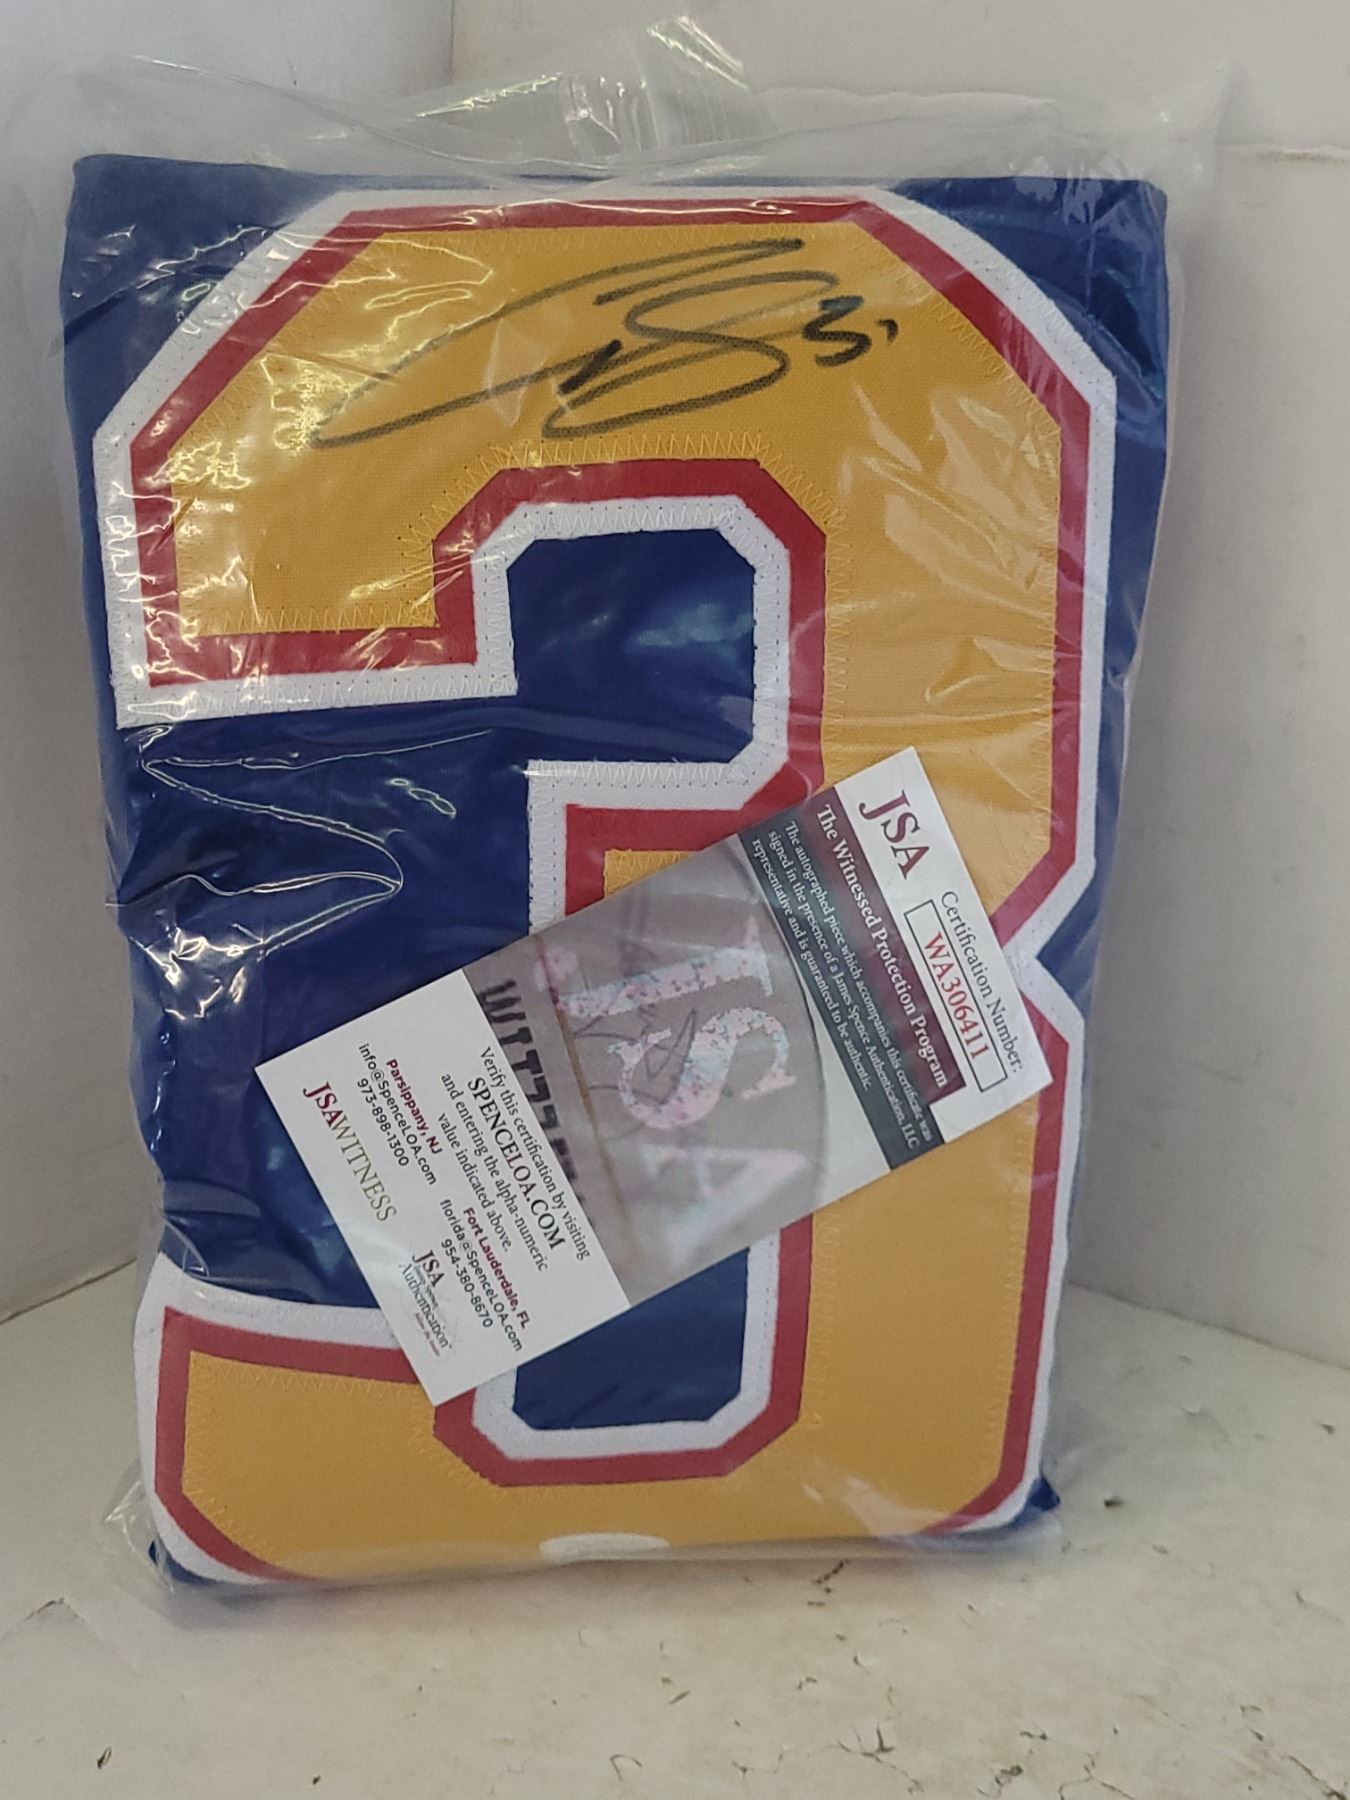 3
JSA
Certification Number:
WA306411
The Witnessed Protection Program
The autographed piece which accompanies this certificate was
signed in the presence of a James Spence Authentication, LLC
representative and is guaranteed to be authentic.
JSA
Verify this certification by visiting
SPENCELOA.COM
and entering the alpha-numeric
value indicated above.
Parsippany, NJ
info@SpenceLOA.com
973-898-1300
Fort Lauderdale, FL
florida@SpenceLOA.com
954-380-8670
JSAWITNESS
JSA
Authentication